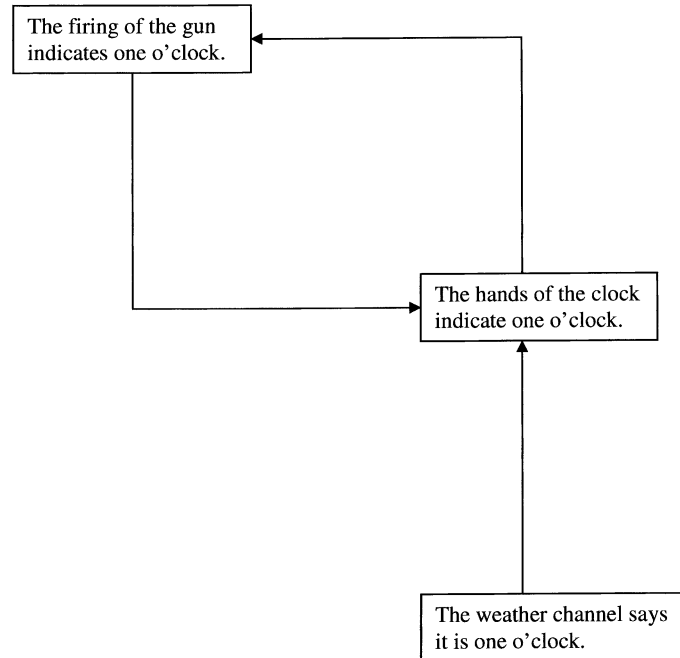 The firing of the gun
indicates one o'clock.
The hands of the clock
indicate one o'clock.
The weather channel says
it is one o'clock.